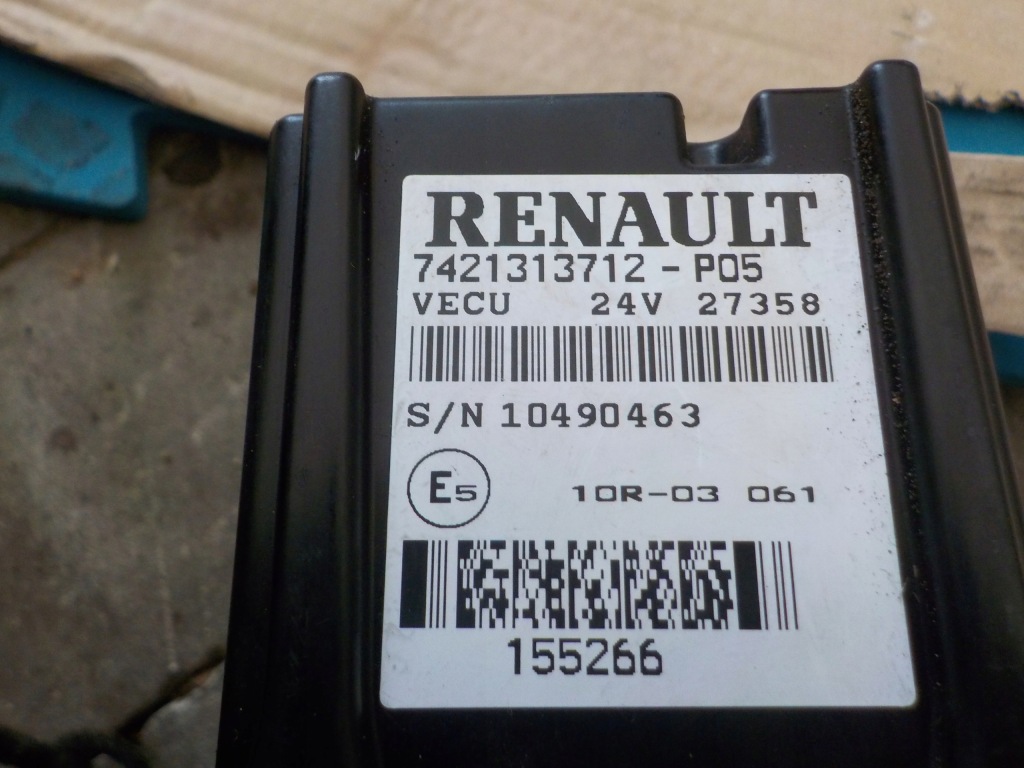 RENAULT
7421313712 - P05
VECU 24V 27358
S/N 10490463
E5 10R-03 061
155266